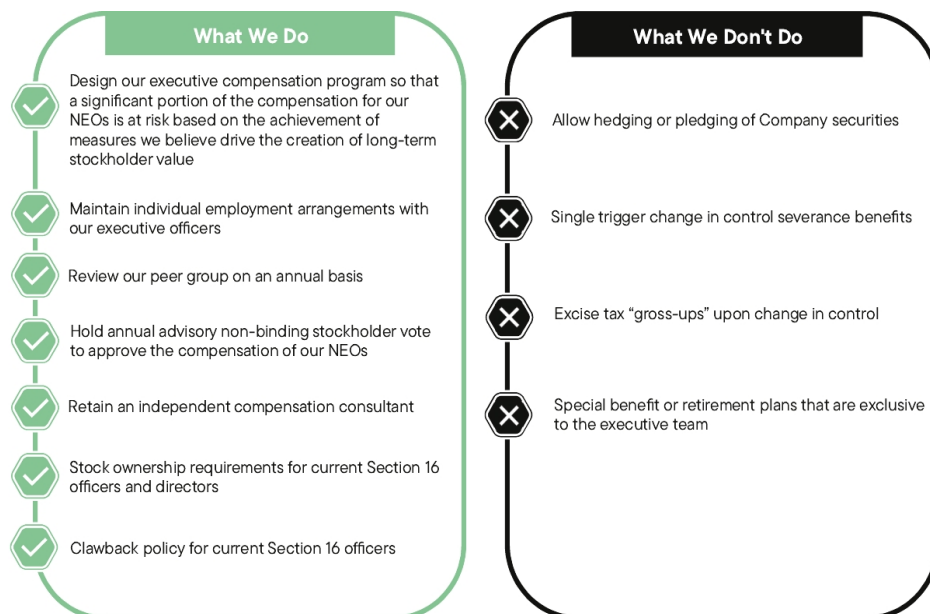 What We Do
Design our executive compensation program so that
a significant portion of the compensation for our
NEOs is at risk based on the achievement of
measures we believe drive the creation of long-term
stockholder value
Maintain individual employment arrangements with
our executive officers
Review our peer group on an annual basis
Hold annual advisory non-binding stockholder vote
to approve the compensation of our NEOs
Retain an independent compensation consultant
Stock ownership requirements for current Section 16
officers and directors
Clawback policy for current Section 16 officers
What We Don't Do
Allow hedging or pledging of Company securities
Single trigger change in control severance benefits
Excise tax “gross-ups” upon change in control
Special benefit or retirement plans that are exclusive
to the executive team